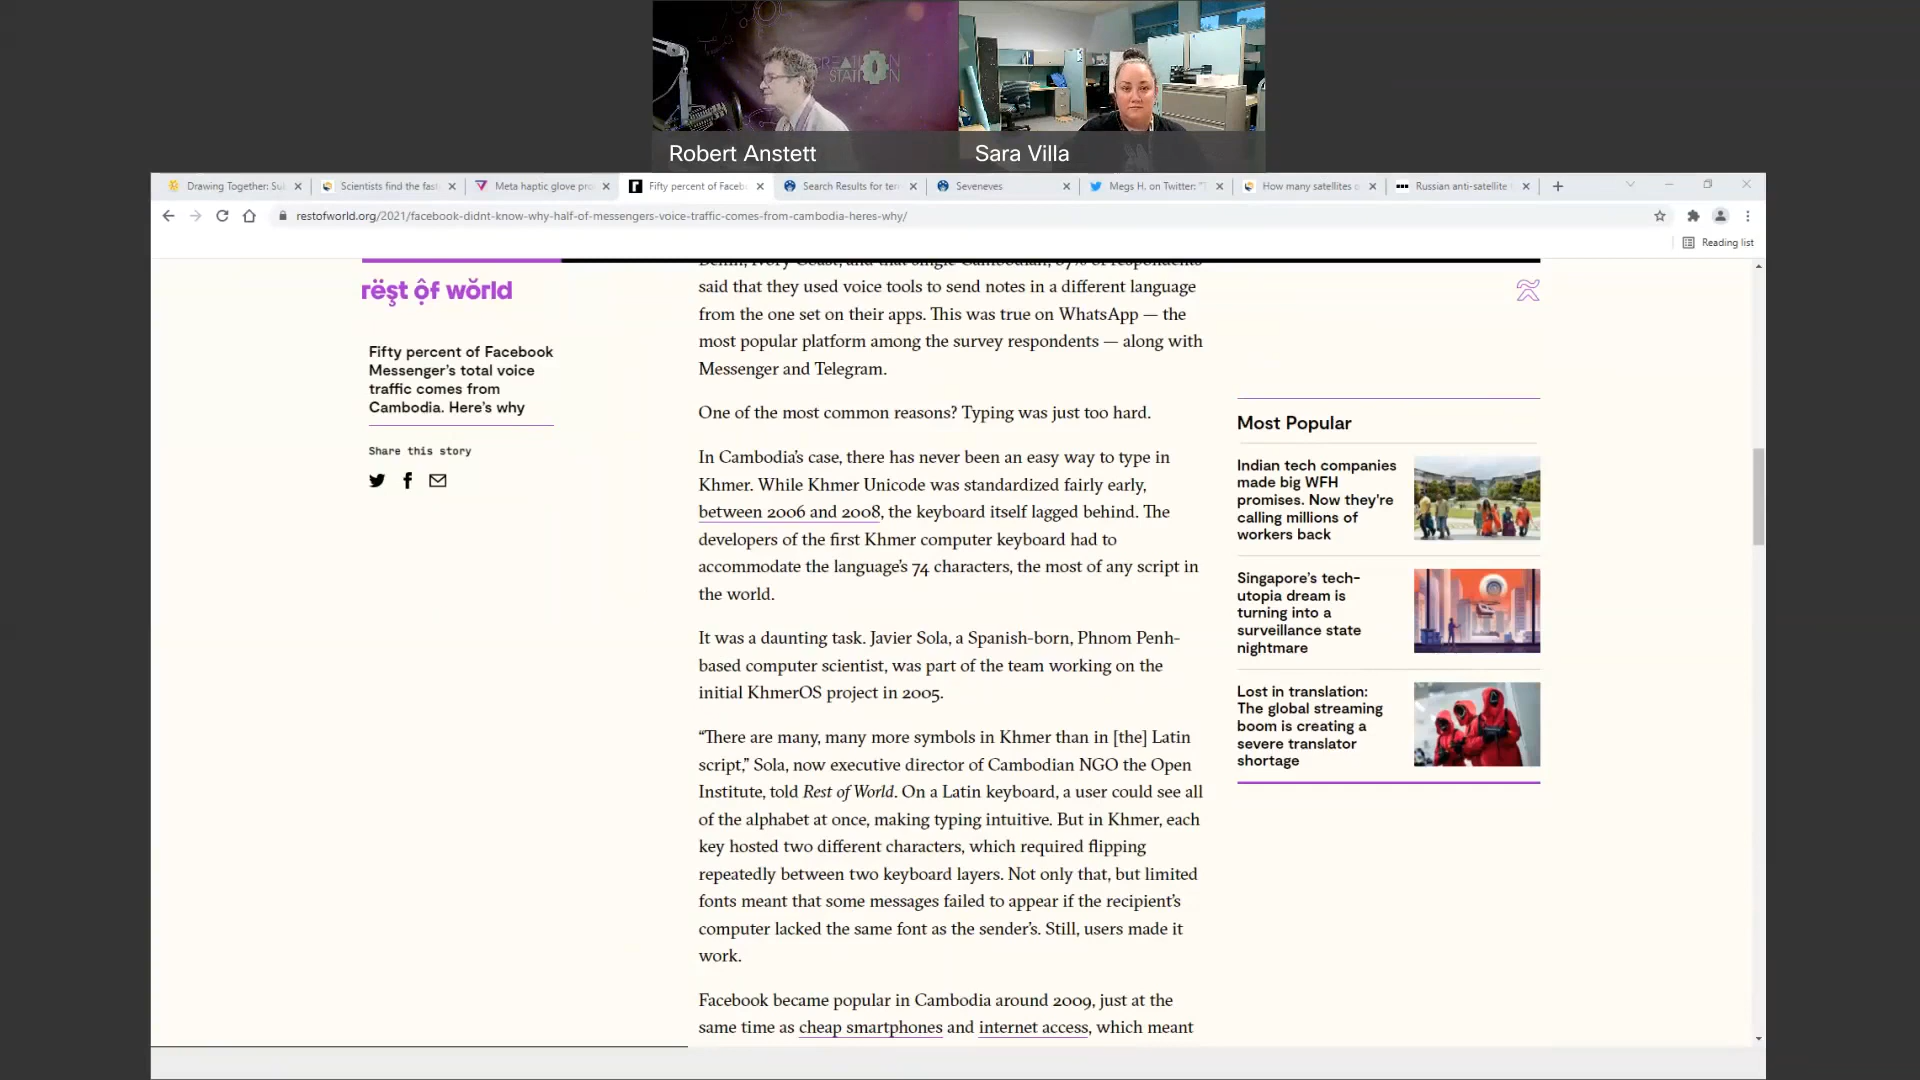 CREATION
STATION
Robert Anstett
Sara Villa
Drawing Together: Sul
Scientists find the fast
Meta haptic glove pro
Fifty percent of Faceb
Search Results for ter
Seveneves
Megs H. on Twitter: "T
How many satellites o
Russian anti-satellite
restofworld.org/2021/facebook-didnt-know-why-half-of-messengers-voice-traffic-comes-from-cambodia-heres-why/
Reading list
rëşt ộf wŏrld
Fifty percent of Facebook
Messenger's total voice
traffic comes from
Cambodia. Here's why
Share this story
Benin, Ivory Coast, and that single Cambodian, 87% of respondents
said that they used voice tools to send notes in a different language
from the one set on their apps. This was true on WhatsApp — the
most popular platform among the survey respondents — along with
Messenger and Telegram.
One of the most common reasons? Typing was just too hard.
In Cambodia's case, there has never been an easy way to type in
Khmer. While Khmer Unicode was standardized fairly early,
between 2006 and 2008, the keyboard itself lagged behind. The
developers of the first Khmer computer keyboard had to
accommodate the language's 74 characters, the most of any script in
the world.
It was a daunting task. Javier Sola, a Spanish-born, Phnom Penh-
based computer scientist, was part of the team working on the
initial KhmerOS project in 2005.
“There are many, many more symbols in Khmer than in [the] Latin
script,” Sola, now executive director of Cambodian NGO the Open
Institute, told Rest of World. On a Latin keyboard, a user could see all
of the alphabet at once, making typing intuitive. But in Khmer, each
key hosted two different characters, which required flipping
repeatedly between two keyboard layers. Not only that, but limited
fonts meant that some messages failed to appear if the recipient's
computer lacked the same font as the sender's. Still, users made it
work.
Facebook became popular in Cambodia around 2009, just at the
same time as cheap smartphones and internet access, which meant
Most Popular
Indian tech companies
made big WFH
promises. Now they're
calling millions of
workers back
Singapore's tech-
utopia dream is
turning into a
surveillance state
nightmare
Lost in translation:
The global streaming
boom is creating a
severe translator
shortage